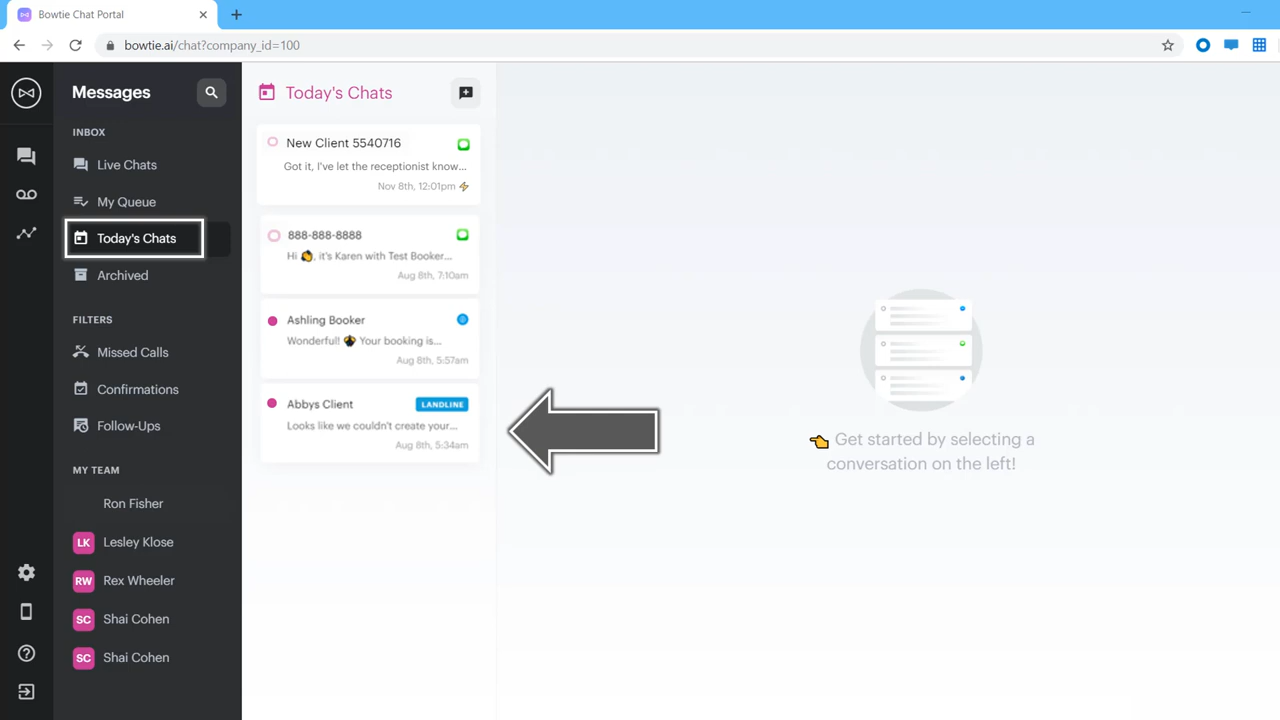 Bowtie Chat Portal
bowtie.ai/chat?company_id=100
Messages
INBOX
Live Chats
My Queue
Today's Chats
Archived
FILTERS
Missed Calls
Confirmations
Follow-Ups
MY TEAM
Ron Fisher
LK Lesley Klose
RW Rex Wheeler
SC Shai Cohen
SC Shai Cohen
Today's Chats
New Client 5540716
Got it, I've let the receptionist know...
Nov 8th, 12:01pm
888-888-8888
Hi 👋, it's Karen with Test Booker...
Aug 8th, 7:10am
Ashling Booker
Wonderful! Your booking is...
Aug 8th, 5:57am
Abbys Client LANDLINE
Looks like we couldn't create your...
Aug 8th, 5:34am
👈 Get started by selecting a
conversation on the left!